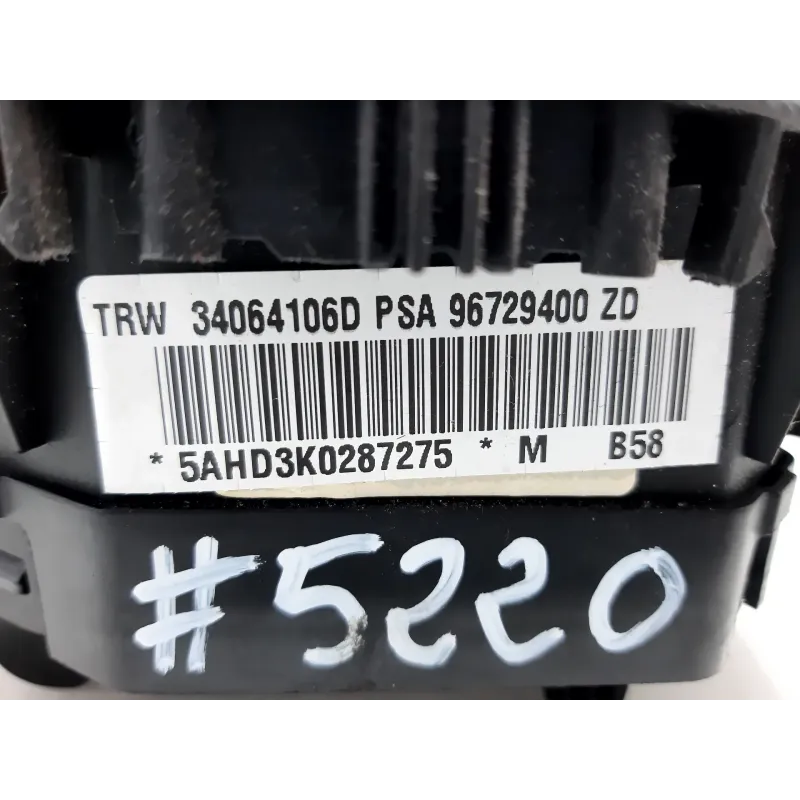 TRW 34064106D PSA 96729400 ZD
* 5AHD3K0287275 * M B58
#5220